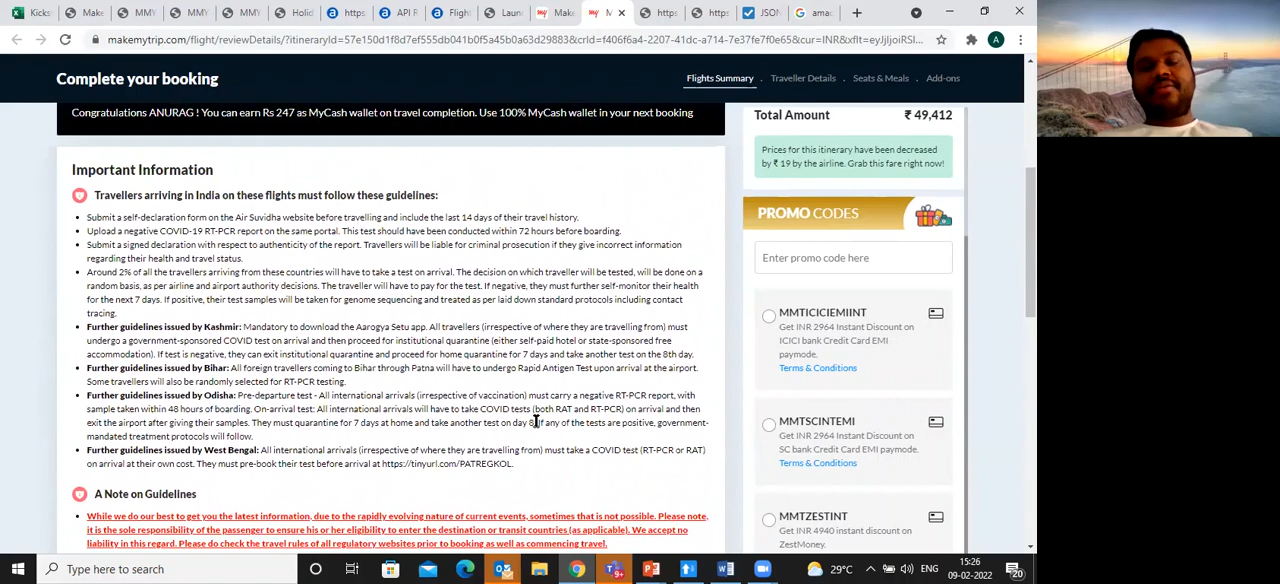 Kicks
Make
MMY
MMY
MMY
Holid
https
API R
Flight
Laun
Make
M
https
https
JSON
amac
makemytrip.com/flight/reviewDetails/?itineraryId=57e150d1f8d7ef555db041b0f5a45b0a63d29883&crId=f406f6a4-2207-41dc-a714-7e37fe7f0e65&cur=INR&xflt=eyJjIjoiRSI...
A
Complete your booking
Flights Summary
Traveller Details
Seats & Meals
Add-ons
Congratulations ANURAG ! You can earn Rs 247 as MyCash wallet on travel completion. Use 100% MyCash wallet in your next booking
Important Information
Travellers arriving in India on these flights must follow these guidelines:
Submit a self-declaration form on the Air Suvidha website before travelling and include the last 14 days of their travel history.
Upload a negative COVID-19 RT-PCR report on the same portal. This test should have been conducted within 72 hours before boarding.
Submit a signed declaration with respect to authenticity of the report. Travellers will be liable for criminal prosecution if they give incorrect information
regarding their health and travel status.
Around 2% of all the travellers arriving from these countries will have to take a test on arrival. The decision on which traveller will be tested, will be done on a
random basis, as per airline and airport authority decisions. The traveller will have to pay for the test. If negative, they must further self-monitor their health
for the next 7 days. If positive, their test samples will be taken for genome sequencing and treated as per laid down standard protocols including contact
tracing.
Further guidelines issued by Kashmir: Mandatory to download the Aarogya Setu app. All travellers (irrespective of where they are travelling from) must
undergo a government-sponsored COVID test on arrival and then proceed for institutional quarantine (either self-paid hotel or state-sponsored free
accommodation). If test is negative, they can exit institutional quarantine and proceed for home quarantine for 7 days and take another test on the 8th day.
Further guidelines issued by Bihar: All foreign travellers coming to Bihar through Patna will have to undergo Rapid Antigen Test upon arrival at the airport.
Some travellers will also be randomly selected for RT-PCR testing.
Further guidelines issued by Odisha: Pre-departure test - All international arrivals (irrespective of vaccination) must carry a negative RT-PCR report, with
sample taken within 48 hours of boarding. On-arrival test: All international arrivals will have to take COVID tests (both RAT and RT-PCR) on arrival and then
exit the airport after giving their samples. They must quarantine for 7 days at home and take another test on day 8. If any of the tests are positive, government-
mandated treatment protocols will follow.
Further guidelines issued by West Bengal: All international arrivals (irrespective of where they are travelling from) must take a COVID test (RT-PCR or RAT)
on arrival at their own cost. They must pre-book their test before arrival at https://tinyurl.com/PATREGKOL.
A Note on Guidelines
While we do our best to get you the latest information, due to the rapidly evolving nature of current events, sometimes that is not possible. Please note,
it is the sole responsibility of the passenger to ensure his or her eligibility to enter the destination or transit countries (as applicable). We accept no
liability in this regard. Please do check the travel rules of all regulatory websites prior to booking as well as commencing travel.
Total Amount
₹ 49,412
Prices for this itinerary have been decreased
by ₹ 19 by the airline. Grab this fare right now!
PROMO CODES
Enter promo code here
MMTICICIEMIINT
Get INR 2964 Instant Discount on
ICICI bank Credit Card EMI
paymode.
Terms & Conditions
MMTSCINTEMI
Get INR 2964 Instant Discount on
SC bank Credit Card EMI paymode.
Terms & Conditions
MMTZESTINT
Get INR 4940 instant discount on
ZestMoney.
Type here to search
9+
29°C
ENG
15:26
09-02-2022
20